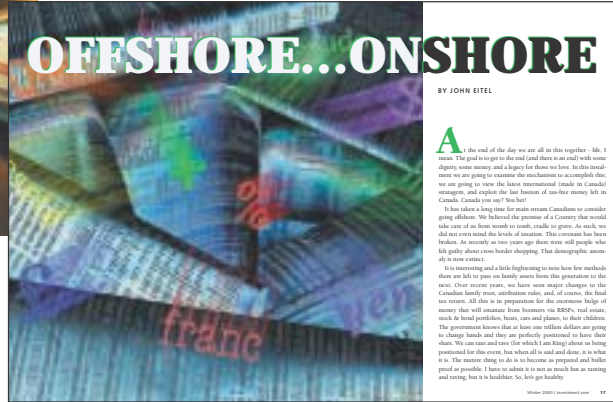 OFFSHORE...ONSHORE
BY JOHN EITEL
At the end of the day we are all in this together - life, I
mean. The goal is to get to the end (and there is an end) with some
dignity, some money, and a legacy for those we love. In this instal-
ment we are going to examine the mechanism to accomplish this;
we are going to view the latest international (made in Canada)
stratagem, and exploit the last bastion of tax-free money left in
Canada. Canada you say? You bet!
It has taken a long time for main stream Canadians to consider
going offshore. We believed the promise of a Country that would
take care of us from womb to tomb, cradle to grave. As such, we
did not even mind the levels of taxation. This covenant has been
broken. As recently as two years ago there were still people who
felt guilty about cross border shopping. That demographic anom-
aly is now extinct.
It is interesting and a little frightening to note how few methods
there are left to pass on family assets from this generation to the
next. Over recent years, we have seen major changes to the
Canadian family trust, attribution rules, and, of course, the final
tax return. All this is in preparation for the enormous bulge of
money that will emanate from boomers via RRSPs, real estate,
stock & bond portfolios, boats, cars and planes, to their children.
The government knows that at least one trillion dollars are going
to change hands and they are perfectly positioned to have their
share. We can rant and rave (for which I am King) about us being
positioned for this event, but when all is said and done, it is what
it is. The mature thing to do is to become as prepared and bullet
proof as possible. I have to admit it is not as much fun as ranting
and raving, but it is healthier. So, let's get healthy.
%
Winter 2000 | Investment.com 17